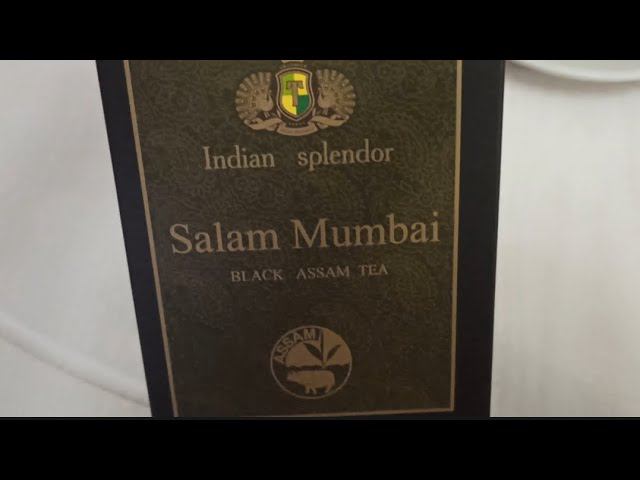 T
Indian splendor
Salam Mumbai
BLACK ASSAM TEA
ASSAM